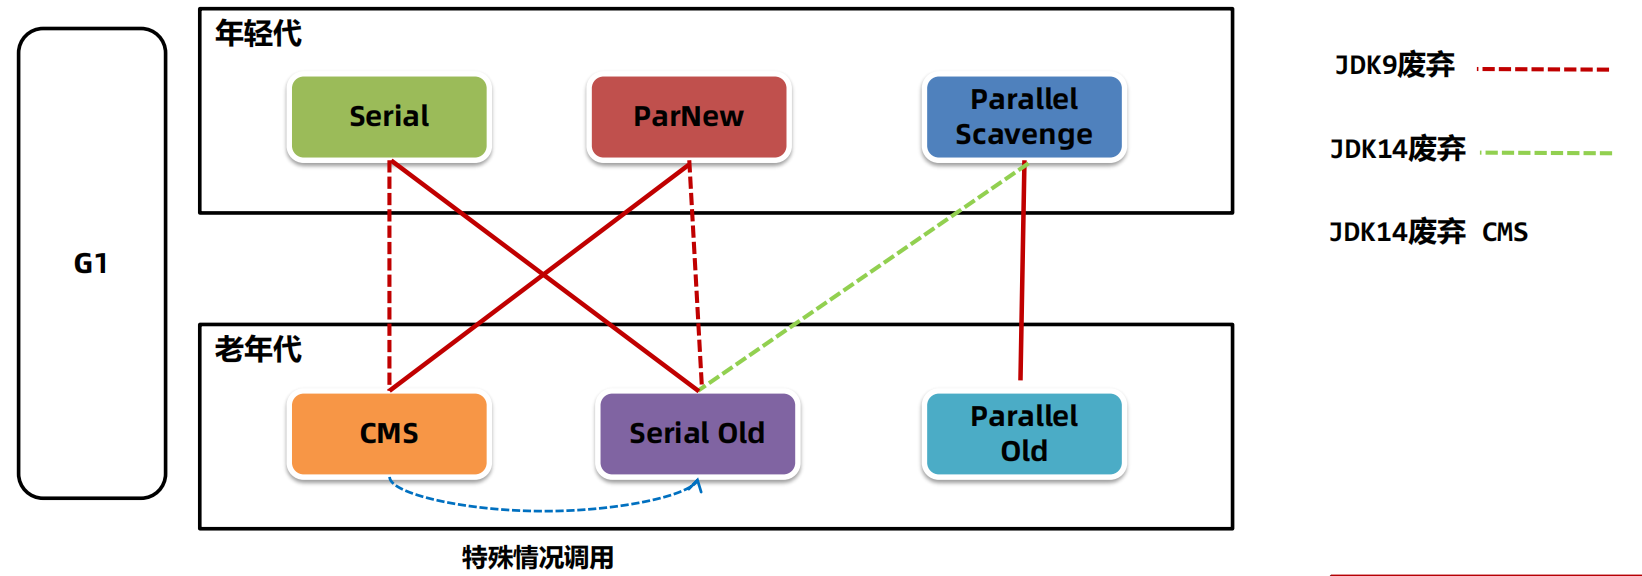 G1
年轻代
Serial
ParNew
Parallel
Scavenge
老年代
CMS
Serial Old
Parallel
Old
特殊情况调用
JDK9废弃
JDK14废弃
JDK14废弃 CMS